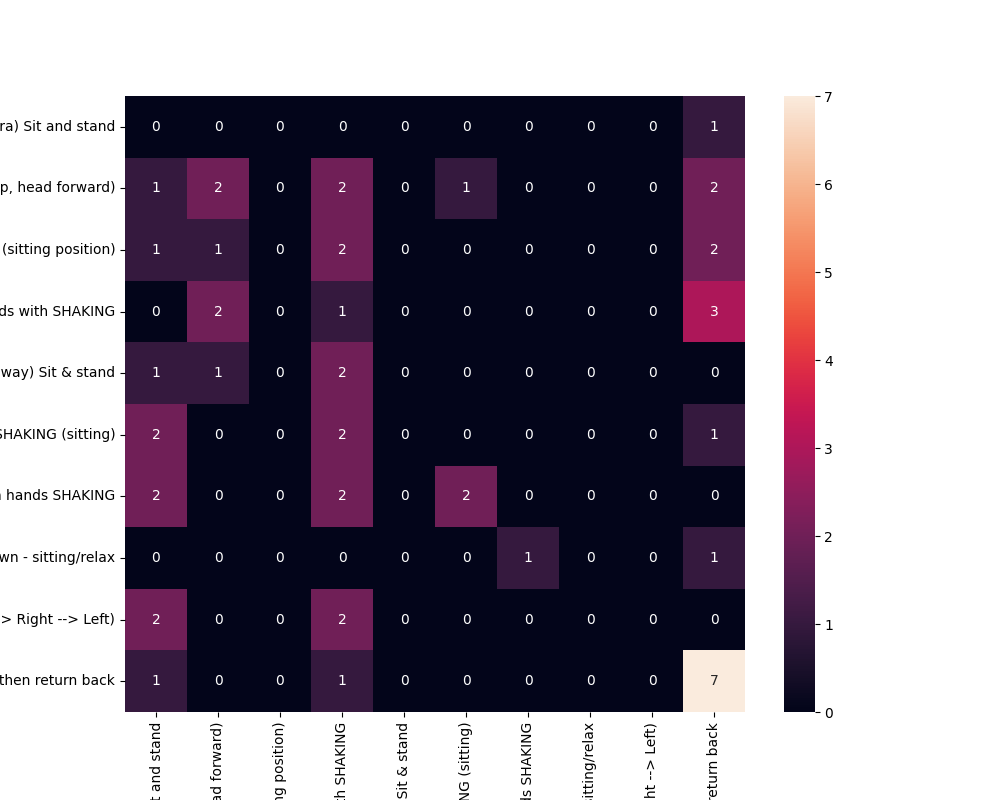 ra) Sit and stand 0 0 0 0 0 0 0 0 0 1
p, head forward) 1 2 0 2 0 1 0 0 0 2
(sitting position) 1 1 0 2 0 0 0 0 0 2
ds with SHAKING 0 2 1 0 0 0 0 0 3
way) Sit & stand 1 1 0 2 0 0 0 0 0 0
SHAKING (sitting) 2 0 0 2 0 0 0 0 0 1
hands SHAKING 2 0 0 2 0 2 0 0 0 0
wn - sitting/relax 0 0 0 0 0 0 1 0 0 1
> Right --> Left) 2 0 0 2 0 0 0 0 0 0
then return back 1 0 0 1 0 0 0 0 0 7
t and stand
ad forward)
ng position)
th SHAKING
Sit & stand
NG (sitting)
ds SHAKING
sitting/relax
ht --> Left)
return back
7
6
5
4
3
2
1
0